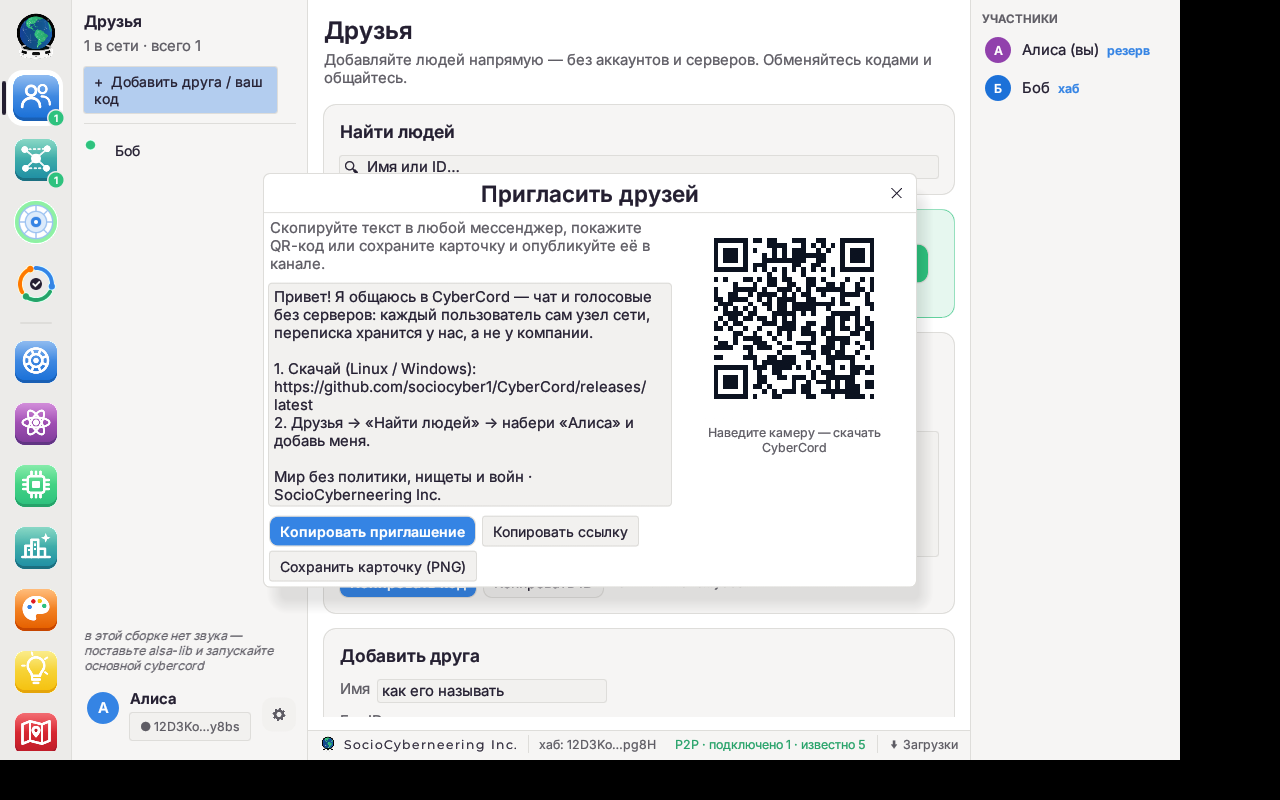 Друзья
1 в сети · всего 1
+ Добавить друга / ваш
код
Боб
1
1
в этой сборке нет звука —
поставьте alsa-lib и запускайте
основной cybercord
А
Алиса
12D3Ko…y8bs
Друзья
Добавляйте людей напрямую — без аккаунтов и серверов. Обменяйтесь кодами и
общайтесь.
Найти людей
Имя или ID…
Пригласить друзей
Скопируйте текст в любой мессенджер, покажите
QR-код или сохраните карточку и опубликуйте её в
канале.
Привет! Я общаюсь в CyberCord — чат и голосовые
без серверов: каждый пользователь сам узел сети,
переписка хранится у нас, а не у компании.
1. Скачай (Linux / Windows):
https://github.com/sociocyber1/CyberCord/releases/
latest
2. Друзья → «Найти людей» → набери «Алиса» и
добавь меня.
Мир без политики, нищеты и войн ·
SocioCyberneering Inc.
Копировать приглашение
Копировать ссылку
Сохранить карточку (PNG)
Наведите камеру — скачать
CyberCord
Добавить друга
Имя
как его называть
SocioCyberneering Inc.
хаб: 12D3Ko…pg8H
P2P · подключено 1 · известно 5
Загрузки
УЧАСТНИКИ
А
Алиса (вы) резерв
Б
Боб хаб